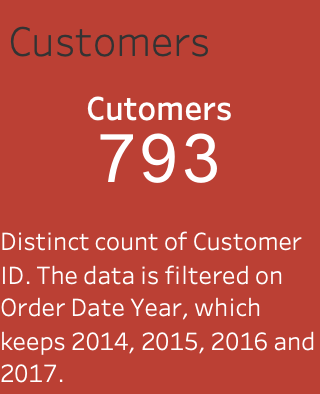 Customers
Cutomers
793
Distinct count of Customer
ID. The data is filtered on
Order Date Year, which
keeps 2014, 2015, 2016 and
2017.